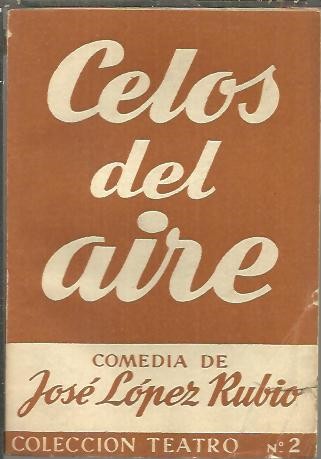 Celos
del
aire
COMEDIA DE
José López Rubio
COLECCION TEATRO Nº 2